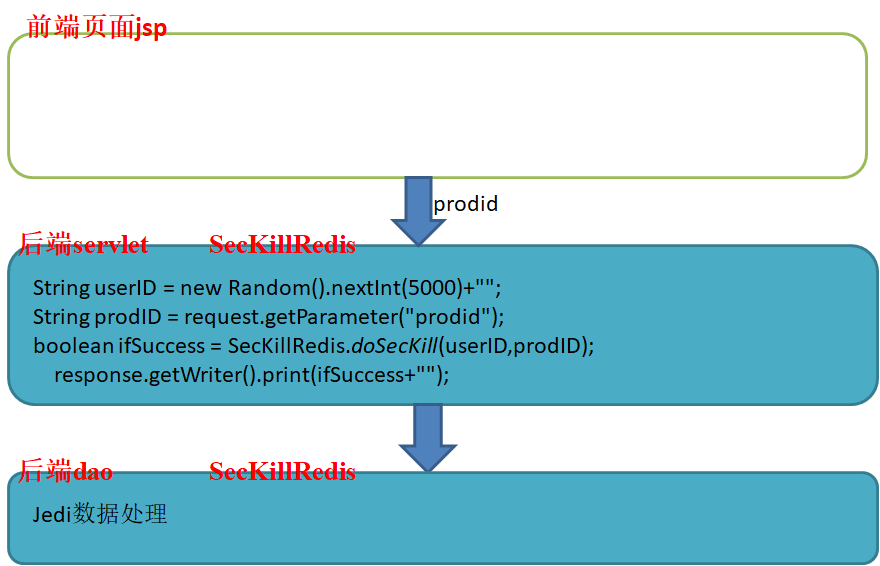 前端页面jsp
prodid
后端servlet SecKillRedis
String userID = new Random().nextInt(5000)+"";
String prodID = request.getParameter("prodid");
boolean ifSuccess = SecKillRedis.doSecKill(userID,prodID);
response.getWriter().print(ifSuccess+"");
后端dao SecKillRedis
Jedi数据处理